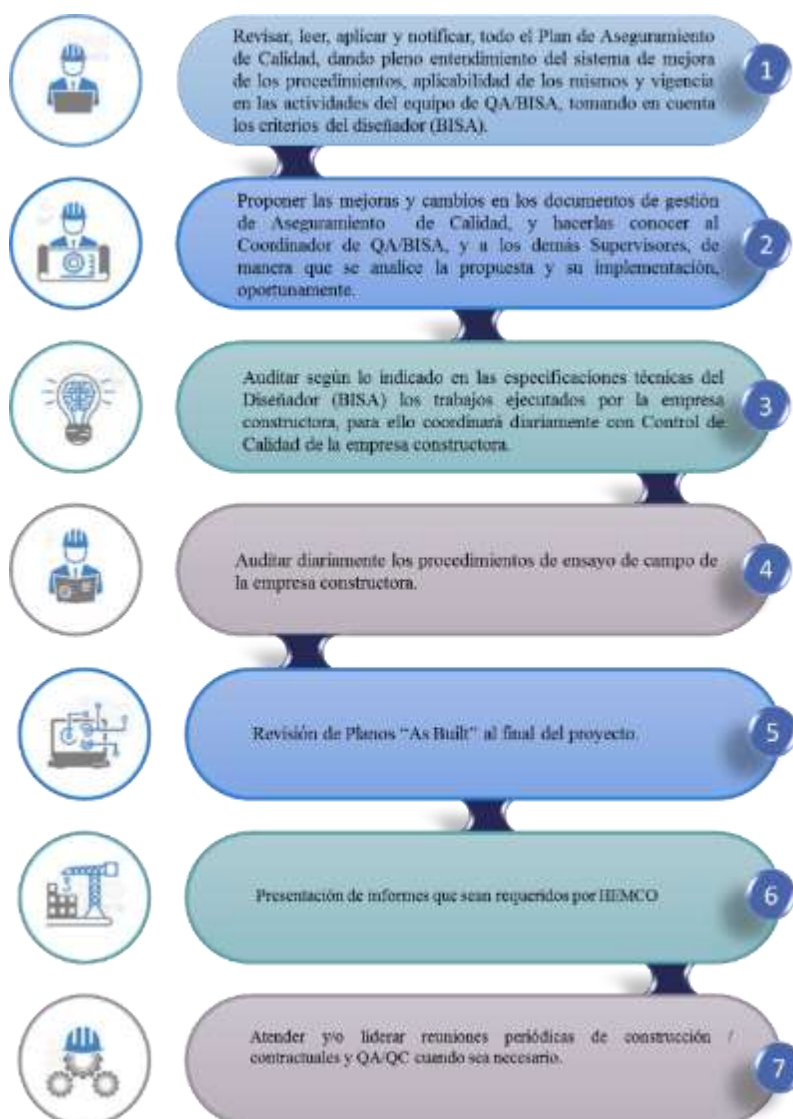 Revisar, leer, aplicar y notificar, todo el Plan de Aseguramiento
de Calidad, dando pleno entendimiento del sistema de mejora
de los procedimientos, aplicabilidad de los mismos y vigencia
en las actividades del equipo de QA/BISA, tomando en cuenta
los criterios del diseñador (BISA).
1
Proponer las mejoras y cambios en los documentos de gestión
de Aseguramiento de Calidad, y hacerlas conocer al
Coordinador de QA/BISA, y a los demás Supervisores, de
manera que se analice la propuesta y su implementación,
oportunamente.
2
Auditar según lo indicado en las especificaciones técnicas del
Diseñador (BISA) los trabajos ejecutados por la empresa
constructora, para ello coordinará diariamente con Control de
Calidad de la empresa constructora.
3
Auditar diariamente los procedimientos de ensayo de campo de
la empresa constructora.
4
Revisión de Planos “As Built” al final del proyecto.
5
Presentación de informes que sean requeridos por HEMCO
6
Atender y/o liderar reuniones periódicas de construcción /
contractuales y QA/QC cuando sea necesario.
7